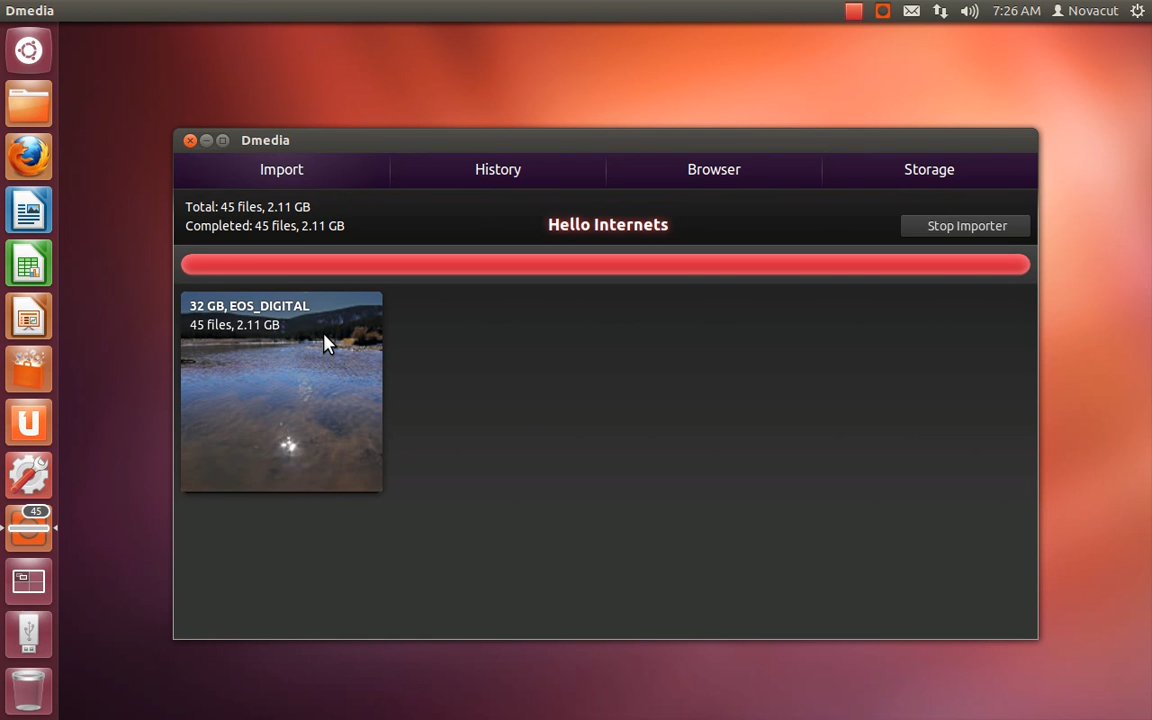 Dmedia
7:26 AM
Novacut
Dmedia
Import
History
Browser
Storage
Total: 45 files, 2.11 GB
Completed: 45 files, 2.11 GB
Hello Internets
Stop Importer
32 GB, EOS_DIGITAL
45 files, 2.11 GB
U
45